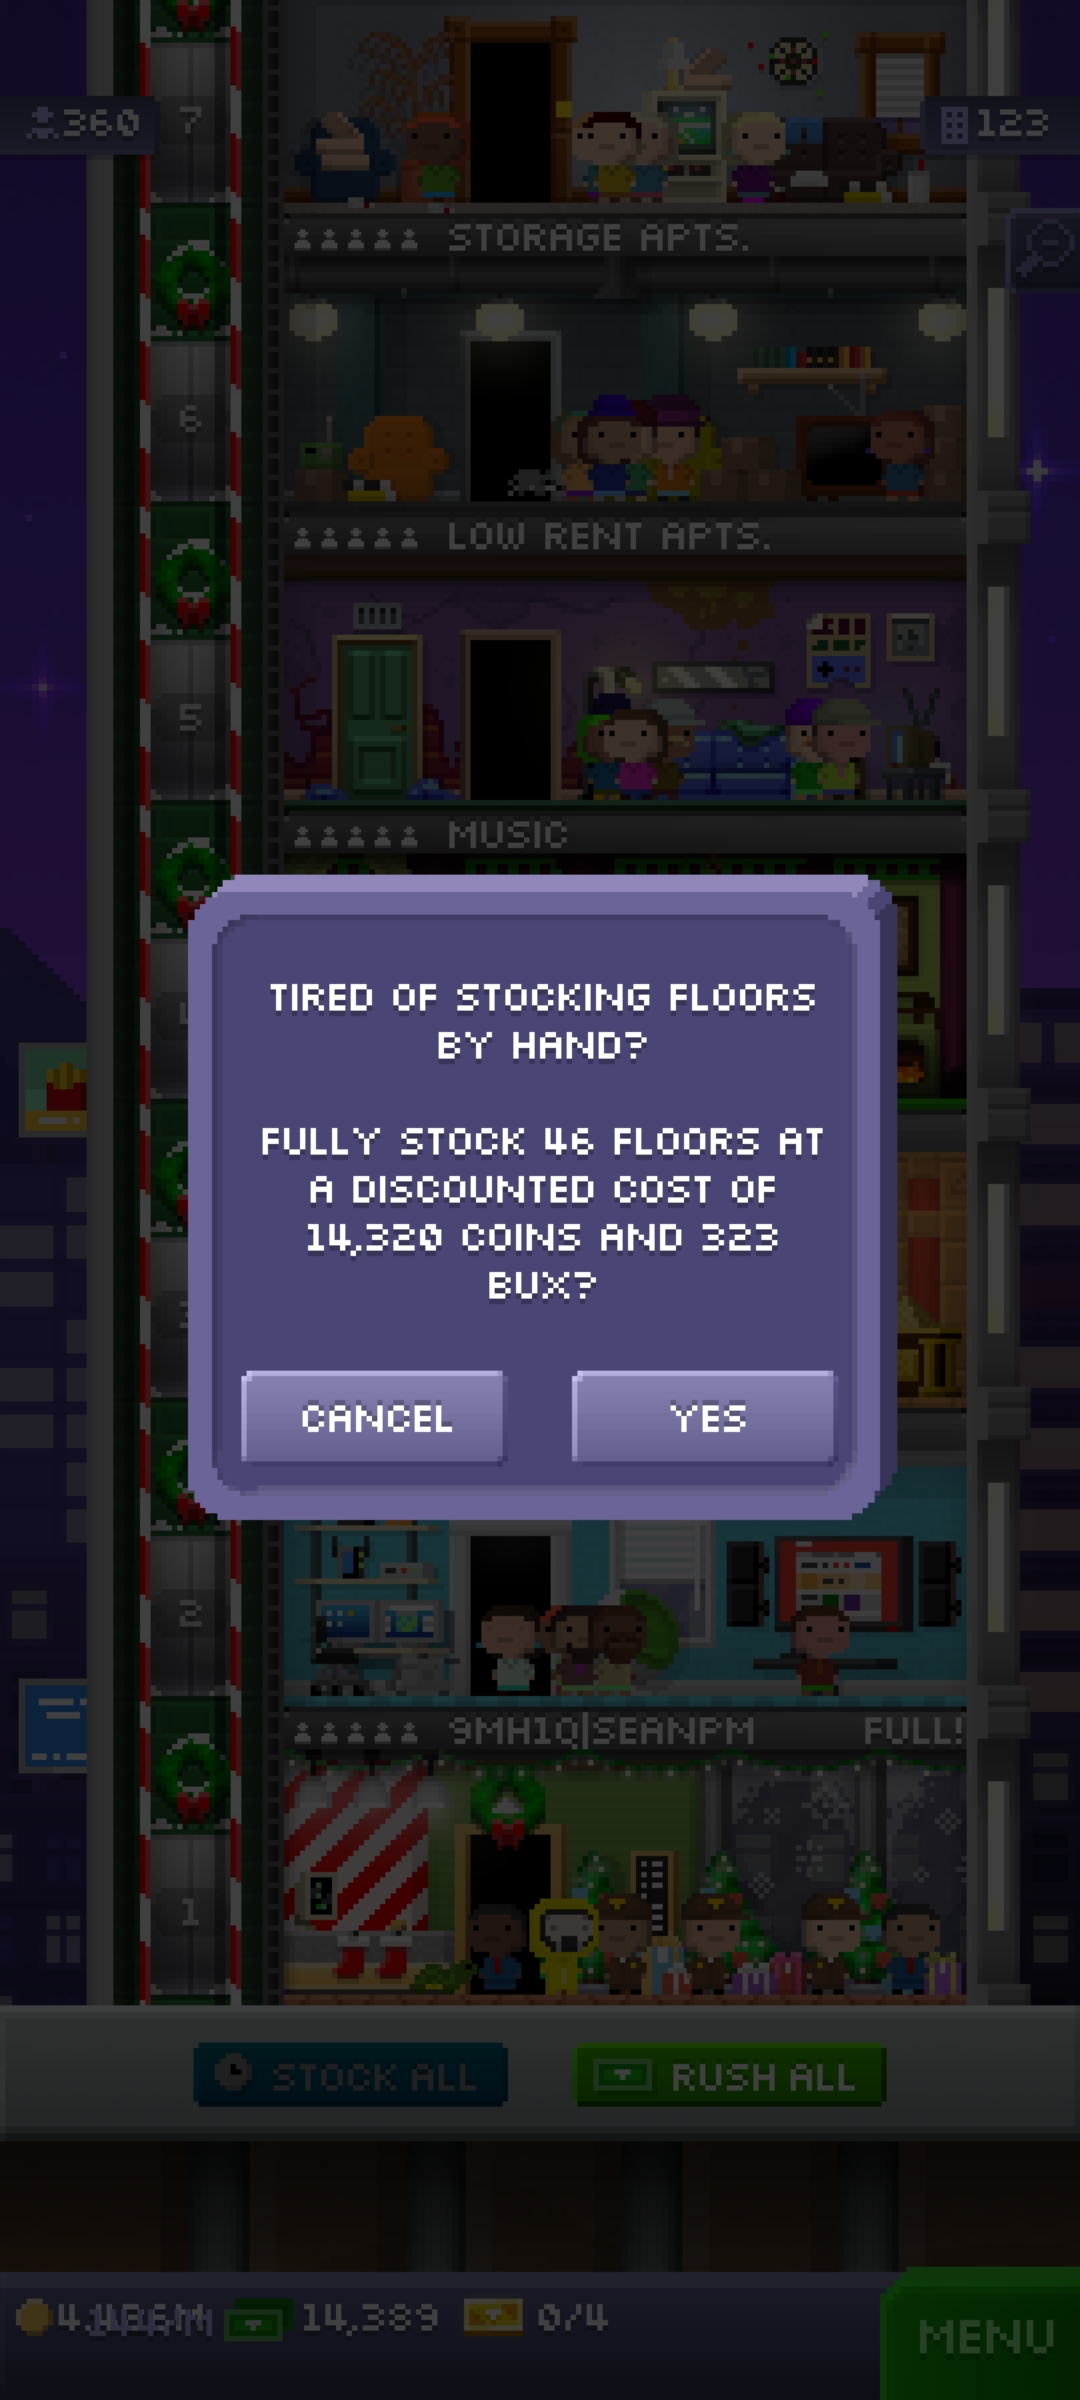 7
360
123
STORAGE APTS.
6
LOW RENT APTS.
5
MUSIC
TIRED OF STOCKING FLOORS
BY HAND?
FULLY STOCK 46 FLOORS AT
A DISCOUNTED COST OF
14,320 COINS AND 323
BUX?
CANCEL
YES
2
9MH1Q|SEANPM
FULL!
1
STOCK ALL
RUSH ALL
14,389
0/4
MENU